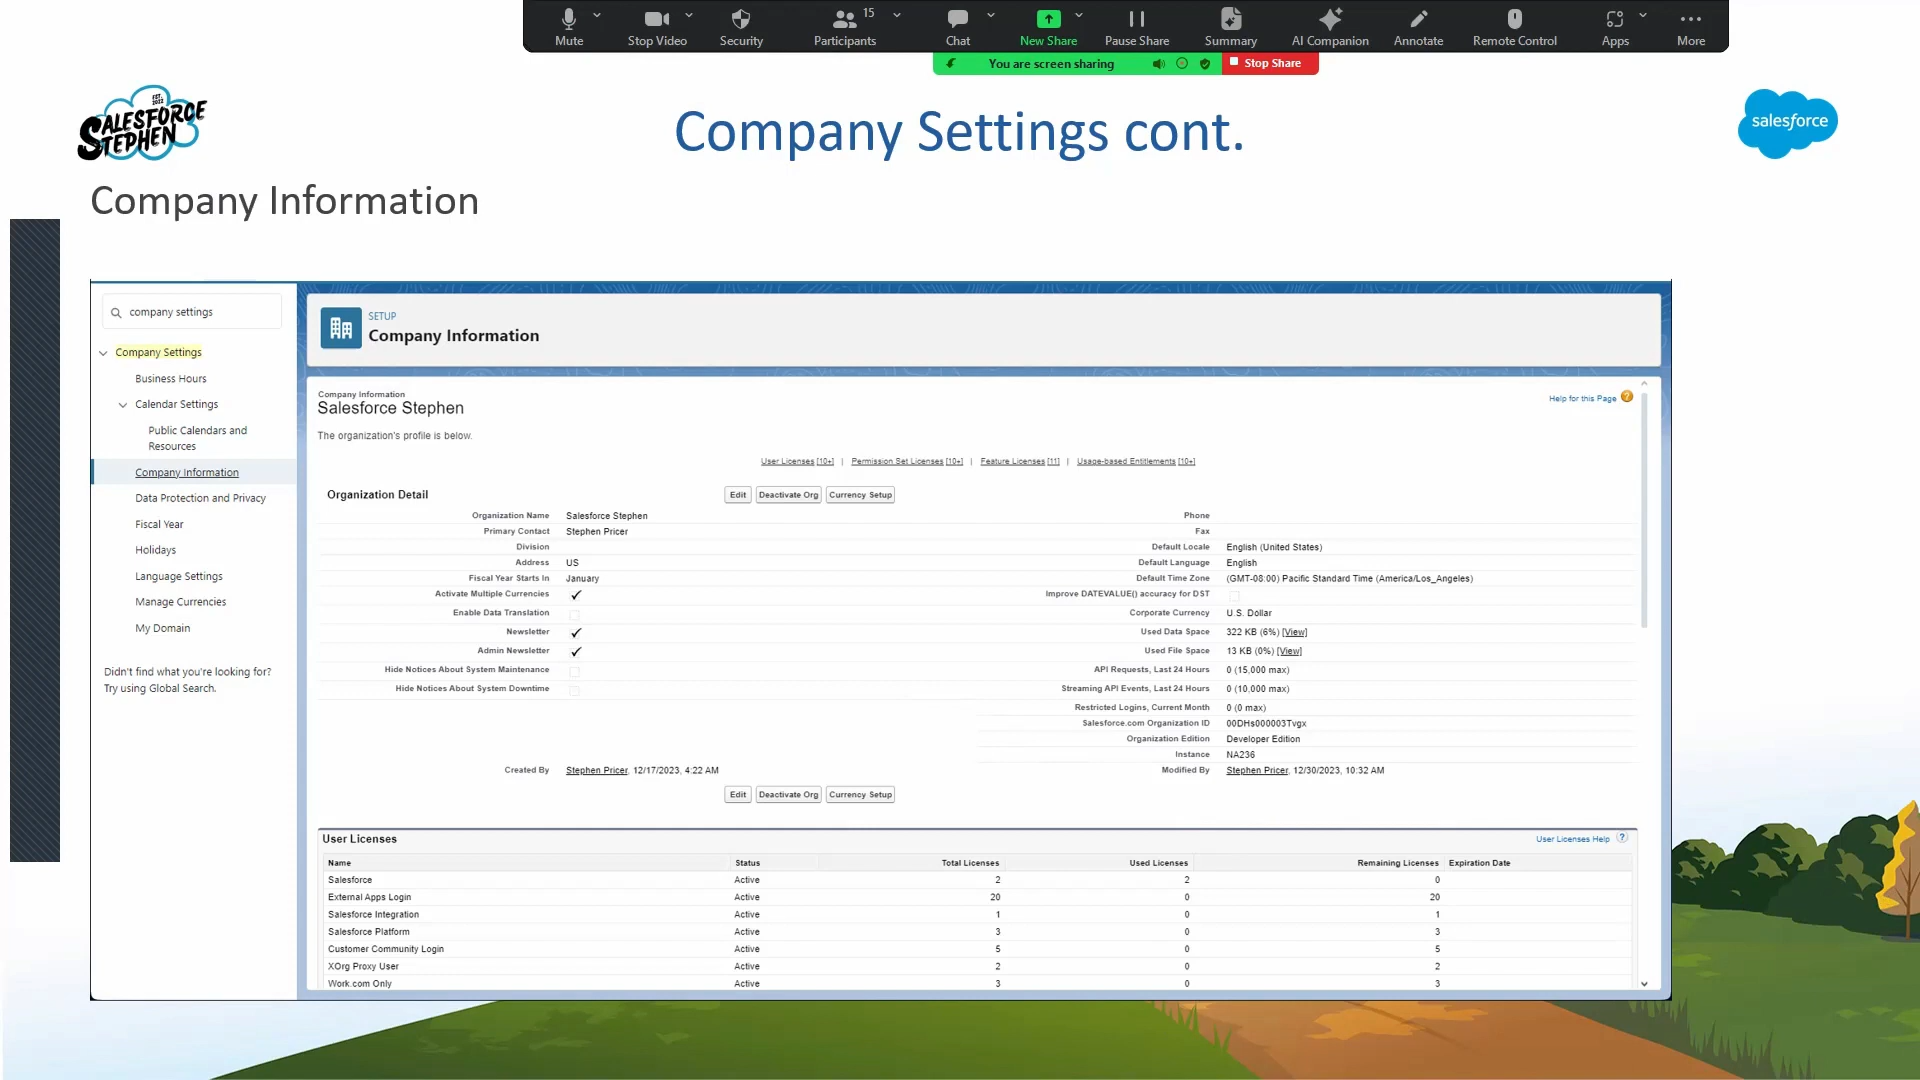 Mute
Stop Video
Security
Participants
15
Chat
New Share
Pause Share
Summary
AI Companion
Annotate
Remote Control
Apps
More
You are screen sharing
Stop Share
EST. 2022
SALESFORCE
STEPHEN
Company Settings cont.
salesforce
Company Information
company settings
Company Settings
Business Hours
Calendar Settings
Public Calendars and
Resources
Company Information
Data Protection and Privacy
Fiscal Year
Holidays
Language Settings
Manage Currencies
My Domain
Didn't find what you're looking for?
Try using Global Search.
SETUP
Company Information
Company Information
Salesforce Stephen
Help for this Page ?
The organization's profile is below.
User Licenses [10+] | Permission Set Licenses [10+] | Feature Licenses [11] | Usage-based Entitlements [10+]
Organization Detail
Edit Deactivate Org Currency Setup
Organization Name Salesforce Stephen
Primary Contact Stephen Pricer
Division
Address US
Fiscal Year Starts In January
Activate Multiple Currencies
Enable Data Translation
Newsletter
Admin Newsletter
Hide Notices About System Maintenance
Hide Notices About System Downtime
Phone
Fax
Default Locale English (United States)
Default Language English
Default Time Zone (GMT-08:00) Pacific Standard Time (America/Los_Angeles)
Improve DATEVALUE() accuracy for DST
Corporate Currency U.S. Dollar
Used Data Space 322 KB (6%) [View]
Used File Space 13 KB (0%) [View]
API Requests, Last 24 Hours 0 (15,000 max)
Streaming API Events, Last 24 Hours 0 (10,000 max)
Restricted Logins, Current Month 0 (0 max)
Salesforce.com Organization ID 00DHs000003Tvgx
Organization Edition Developer Edition
Instance NA236
Created By Stephen Pricer, 12/17/2023, 4:22 AM
Modified By Stephen Pricer, 12/30/2023, 10:32 AM
Edit Deactivate Org Currency Setup
User Licenses
User Licenses Help ?
Name Status Total Licenses Used Licenses Remaining Licenses Expiration Date
Salesforce Active 2 2 0
External Apps Login Active 20 0 20
Salesforce Integration Active 1 0 1
Salesforce Platform Active 3 0 3
Customer Community Login Active 5 0 5
XOrg Proxy User Active 2 0 2
Work.com Only Active 3 0 3